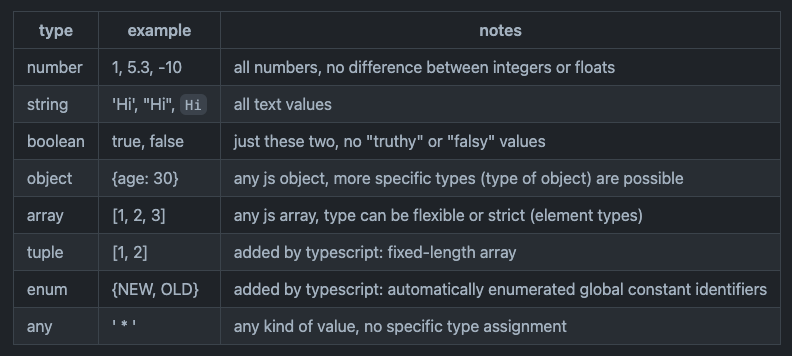 type example notes
number 1, 5.3, -10 all numbers, no difference between integers or floats
string 'Hi', "Hi", Hi all text values
boolean true, false just these two, no "truthy" or "falsy" values
object {age: 30} any js object, more specific types (type of object) are possible
array [1, 2, 3] any js array, type can be flexible or strict (element types)
tuple [1, 2] added by typescript: fixed-length array
enum {NEW, OLD} added by typescript: automatically enumerated global constant identifiers
any ' * ' any kind of value, no specific type assignment